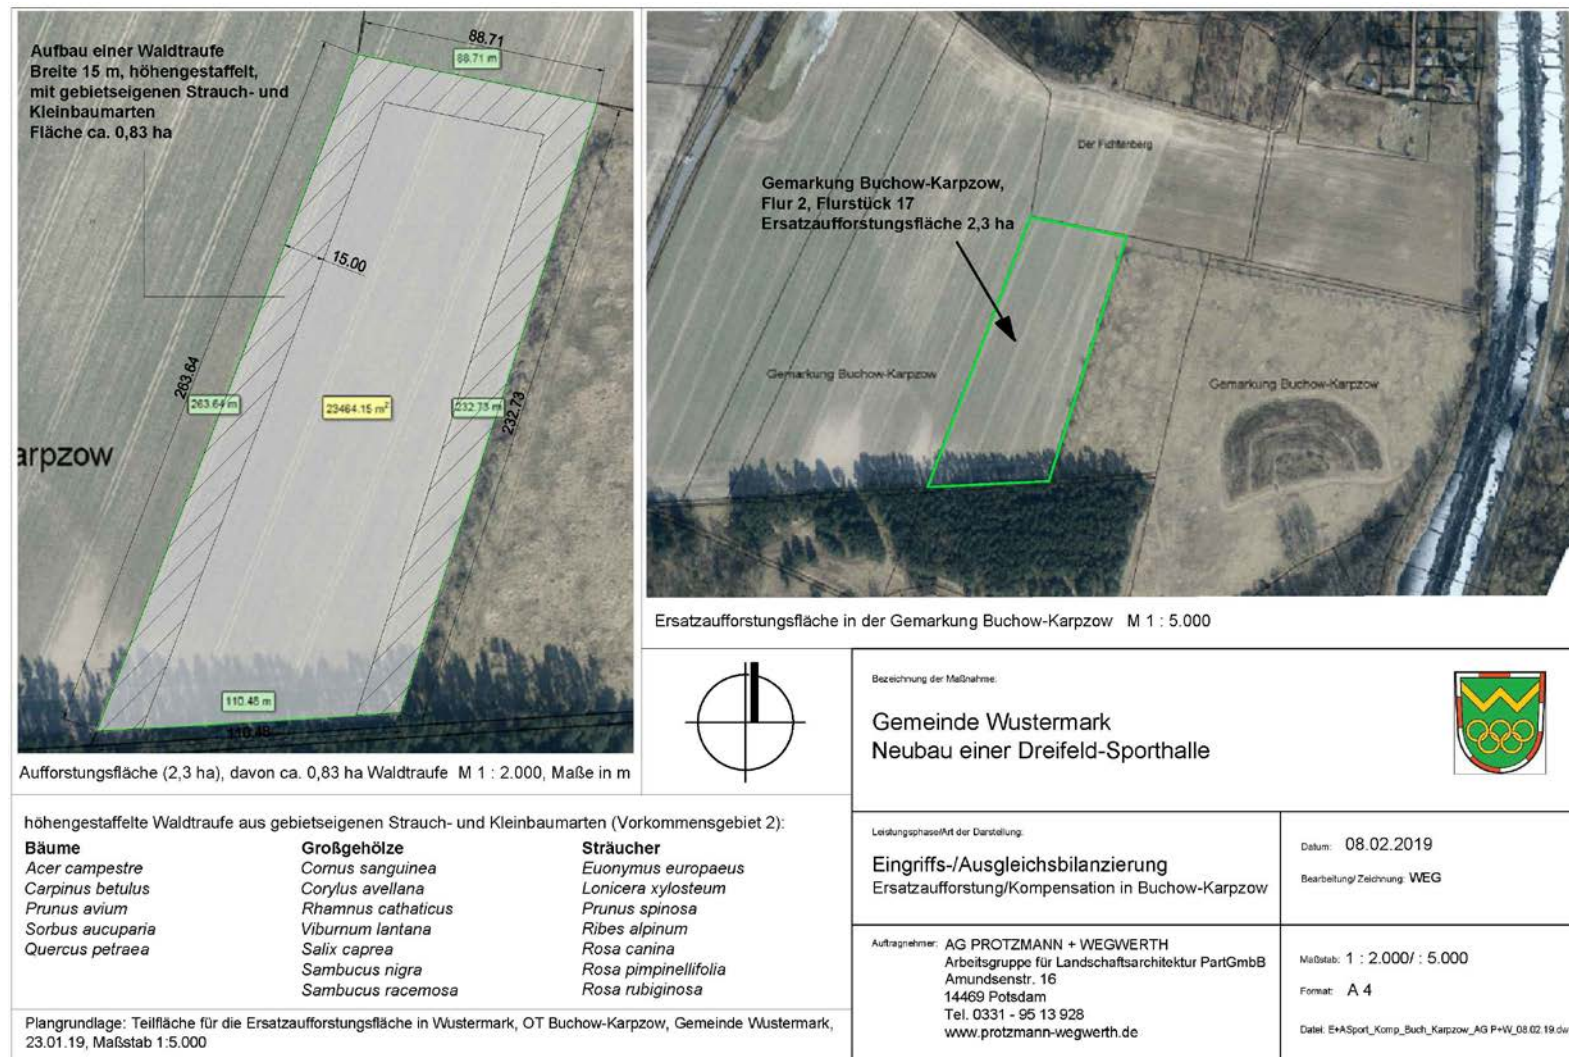 Aufbau einer Waldtraufe
Breite 15 m, höhengestaffelt,
mit gebietseigenen Strauch- und
Kleinbaumarten
Fläche ca. 0,83 ha
88.71
88.71 m
15.00
263.64
263.64 m
23464.15 m²
232.73 m
232.73
arpzow
110.48 m
110.48
Aufforstungsfläche (2,3 ha), davon ca. 0,83 ha Waldtraufe M 1 : 2.000, Maße in m
Der Fichtenberg
Gemarkung Buchow-Karpzow,
Flur 2, Flurstück 17
Ersatzaufforstungsfläche 2,3 ha
Gemarkung Buchow-Karpzow
Gemarkung Buchow-Karpzow
Ersatzaufforstungsfläche in der Gemarkung Buchow-Karpzow M 1 : 5.000
Bezeichnung der Maßnahme:
Gemeinde Wustermark
Neubau einer Dreifeld-Sporthalle
höhengestaffelte Waldtraufe aus gebietseigenen Strauch- und Kleinbaumarten (Vorkommensgebiet 2):
Bäume
Acer campestre
Carpinus betulus
Prunus avium
Sorbus aucuparia
Quercus petraea
Großgehölze
Cornus sanguinea
Corylus avellana
Rhamnus cathaticus
Viburnum lantana
Salix caprea
Sambucus nigra
Sambucus racemosa
Sträucher
Euonymus europaeus
Lonicera xylosteum
Prunus spinosa
Ribes alpinum
Rosa canina
Rosa pimpinellifolia
Rosa rubiginosa
Plangrundlage: Teilfläche für die Ersatzaufforstungsfläche in Wustermark, OT Buchow-Karpzow, Gemeinde Wustermark,
23.01.19, Maßstab 1:5.000
Leistungsphase/Art der Darstellung:
Eingriffs-/Ausgleichsbilanzierung
Ersatzaufforstung/Kompensation in Buchow-Karpzow
Datum: 08.02.2019
Bearbeitung/ Zeichnung: WEG
Auftragnehmer: AG PROTZMANN + WEGWERTH
Arbeitsgruppe für Landschaftsarchitektur PartGmbB
Amundsenstr. 16
14469 Potsdam
Tel. 0331 - 95 13 928
www.protzmann-wegwerth.de
Maßstab: 1 : 2.000/ : 5.000
Format: A 4
Datei: E+ASport_Komp_Buch_Karpzow_AG P+W_08.02.19.dw